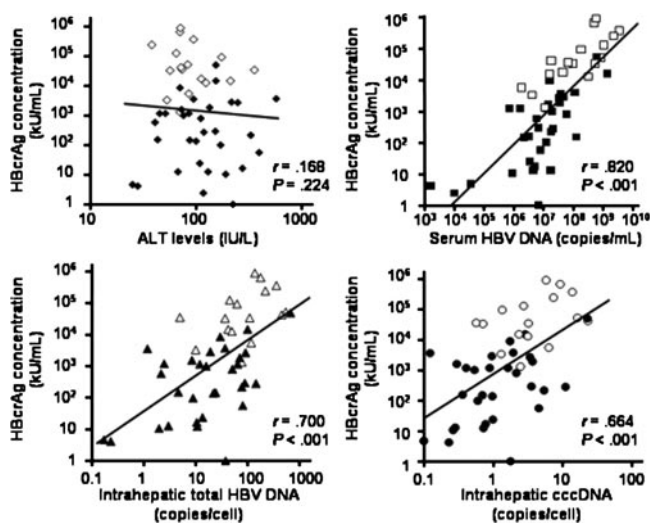 HBcrAg concentration
(kU/mL)
10⁶
10⁵
10⁴
10³
10²
10
1
r = .168
P = .224
10
100
1000
ALT levels (IU/L)
HBcrAg concentration
(kU/mL)
10⁶
10⁵
10⁴
10³
10²
10
1
r = .820
P < .001
10³ 10⁴ 10⁵ 10⁶ 10⁷ 10⁸ 10⁹ 10¹⁰
Serum HBV DNA (copies/mL)
HBcrAg concentration
(kU/mL)
10⁶
10⁵
10⁴
10³
10²
10
1
r = .700
P < .001
0.1 1 10 100 1000
Intrahepatic total HBV DNA
(copies/cell)
HBcrAg concentration
(kU/mL)
10⁶
10⁵
10⁴
10³
10²
10
1
r = .664
P < .001
0.1 1 10 100
Intrahepatic cccDNA
(copies/cell)